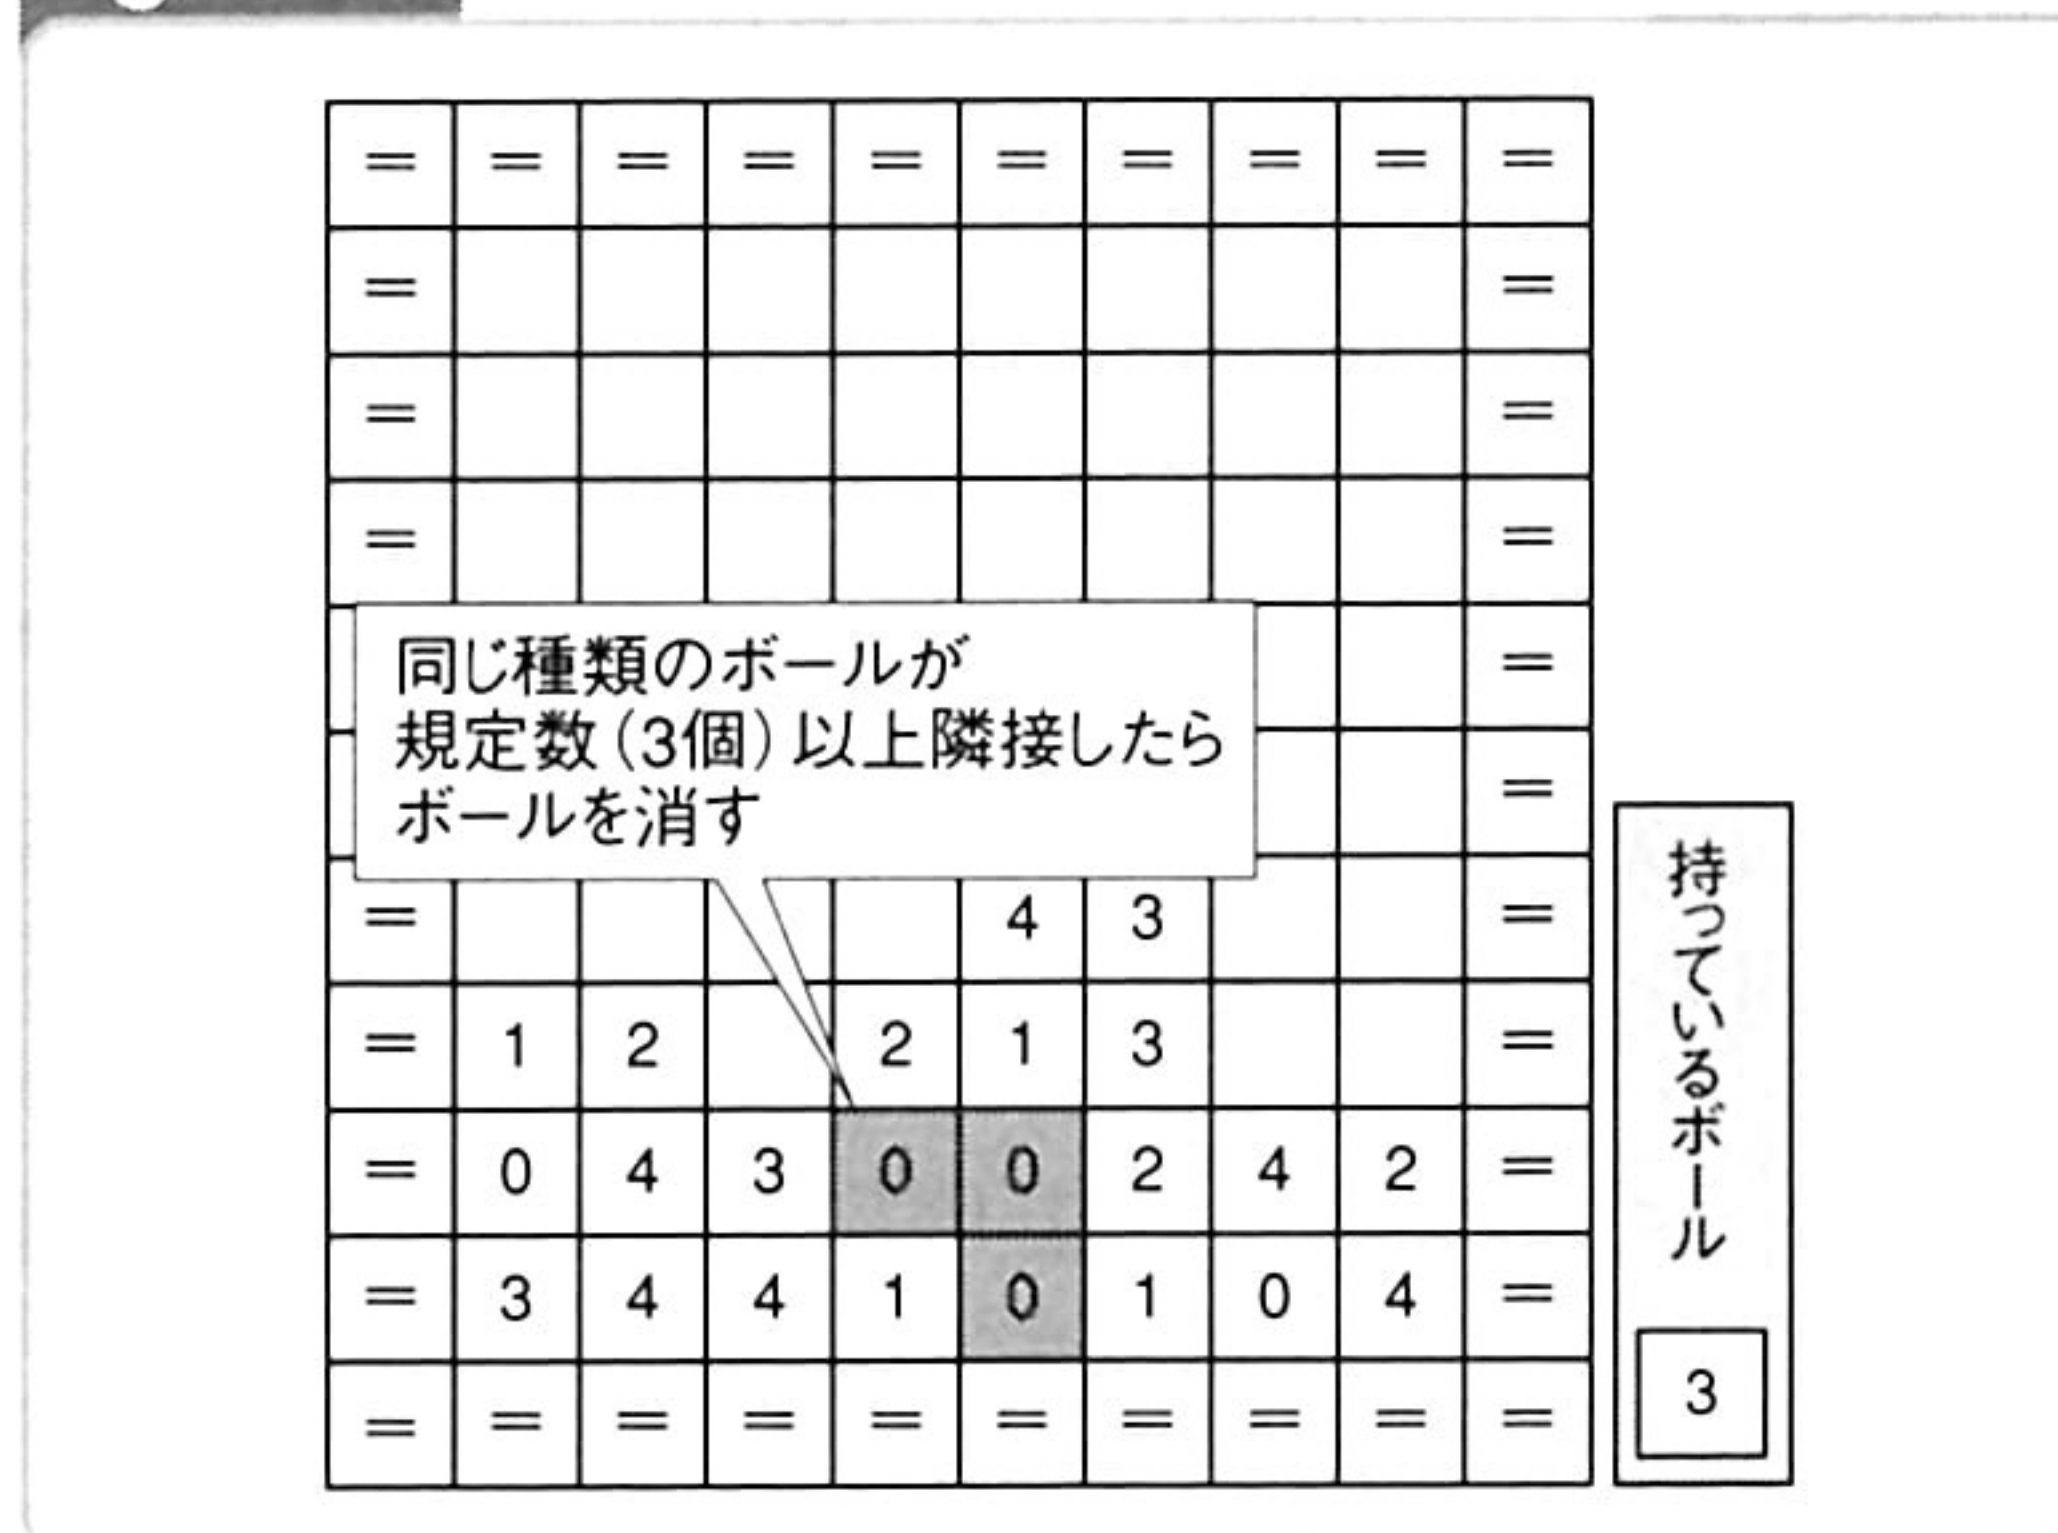 = = = = = = = = = =
= =
= =
= =
=
同じ種類のボールが
規定数（3個）以上隣接したら
ボールを消す
=
= 4 3 =
= 1 2 2 1 3 =
= 0 4 3 0 0 2 4 2 =
= 3 4 4 1 0 1 0 4 =
= = = = = = = = = =
持っているボール
3